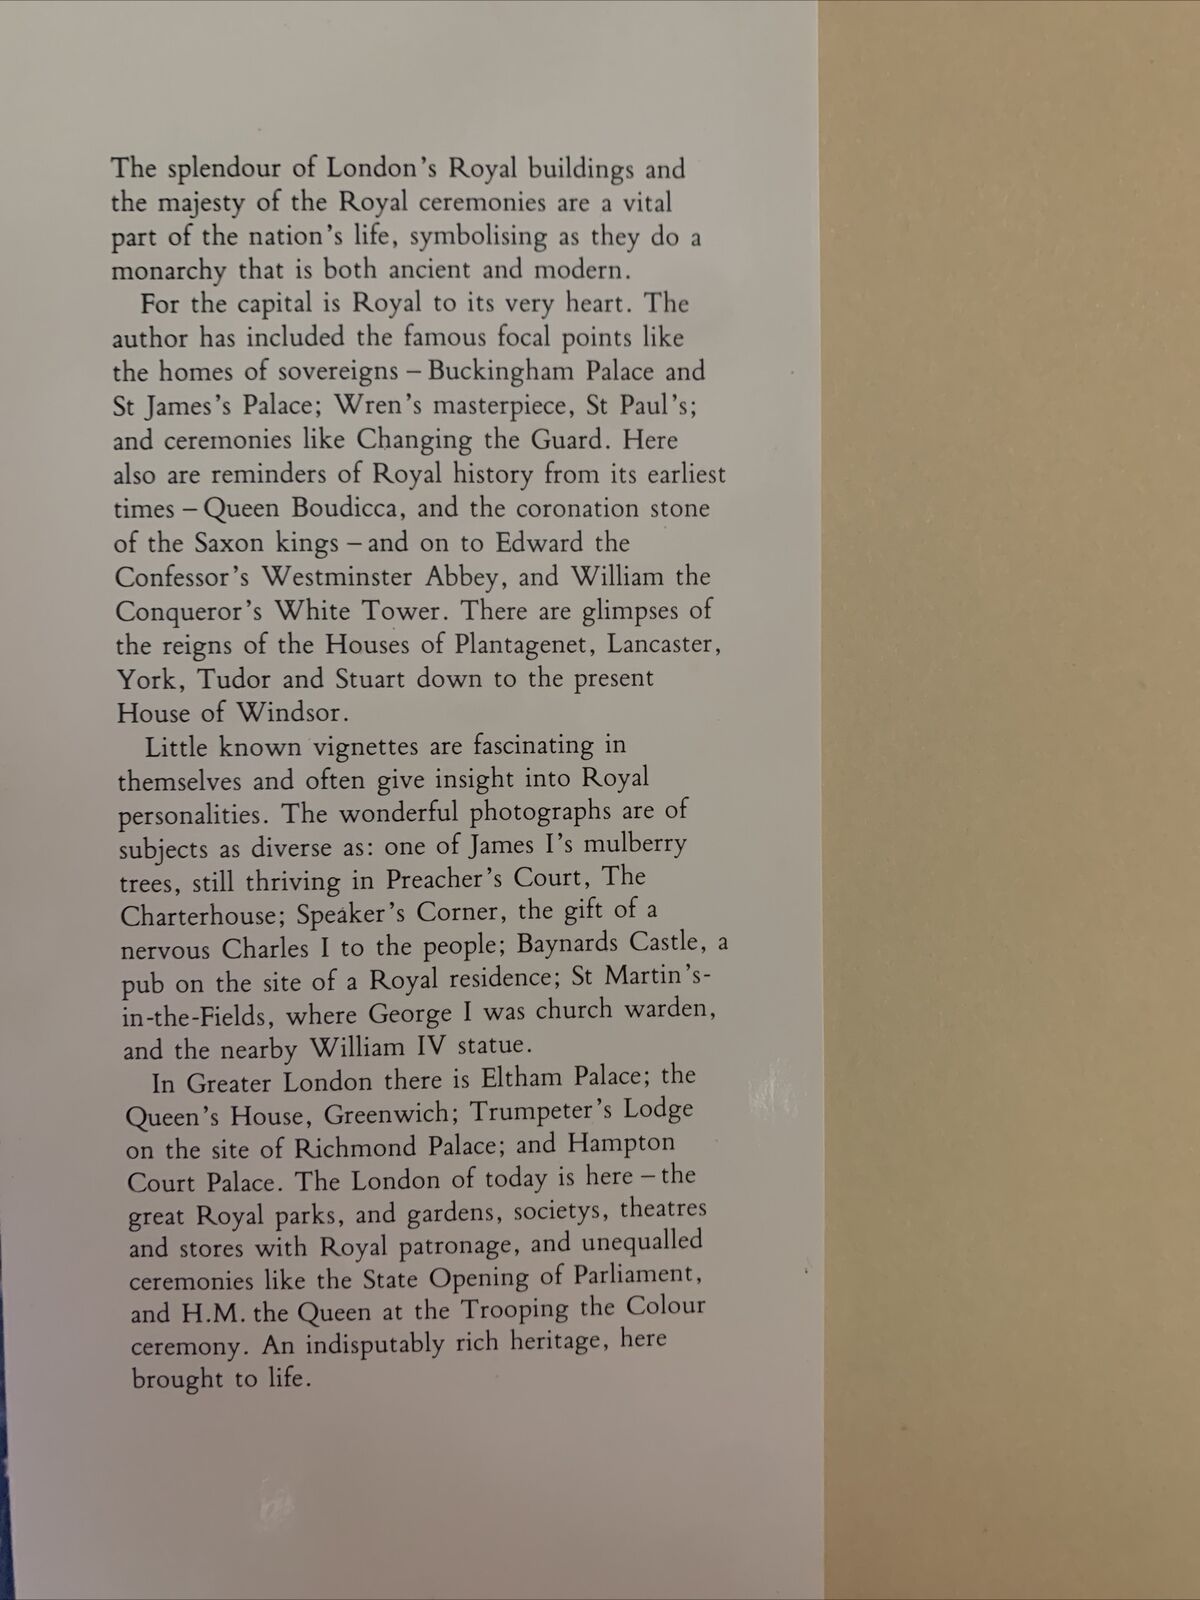 The splendour of London's Royal buildings and
the majesty of the Royal ceremonies are a vital
part of the nation's life, symbolising as they do a
monarchy that is both ancient and modern.
For the capital is Royal to its very heart. The
author has included the famous focal points like
the homes of sovereigns – Buckingham Palace and
St James's Palace; Wren's masterpiece, St Paul's;
and ceremonies like Changing the Guard. Here
also are reminders of Royal history from its earliest
times – Queen Boudicca, and the coronation stone
of the Saxon kings – and on to Edward the
Confessor's Westminster Abbey, and William the
Conqueror's White Tower. There are glimpses of
the reigns of the Houses of Plantagenet, Lancaster,
York, Tudor and Stuart down to the present
House of Windsor.
Little known vignettes are fascinating in
themselves and often give insight into Royal
personalities. The wonderful photographs are of
subjects as diverse as: one of James I's mulberry
trees, still thriving in Preacher's Court, The
Charterhouse; Speaker's Corner, the gift of a
nervous Charles I to the people; Baynards Castle, a
pub on the site of a Royal residence; St Martin's-
in-the-Fields, where George I was church warden,
and the nearby William IV statue.
In Greater London there is Eltham Palace; the
Queen's House, Greenwich; Trumpeter's Lodge
on the site of Richmond Palace; and Hampton
Court Palace. The London of today is here – the
great Royal parks, and gardens, societys, theatres
and stores with Royal patronage, and unequalled
ceremonies like the State Opening of Parliament,
and H.M. the Queen at the Trooping the Colour
ceremony. An indisputably rich heritage, here
brought to life.